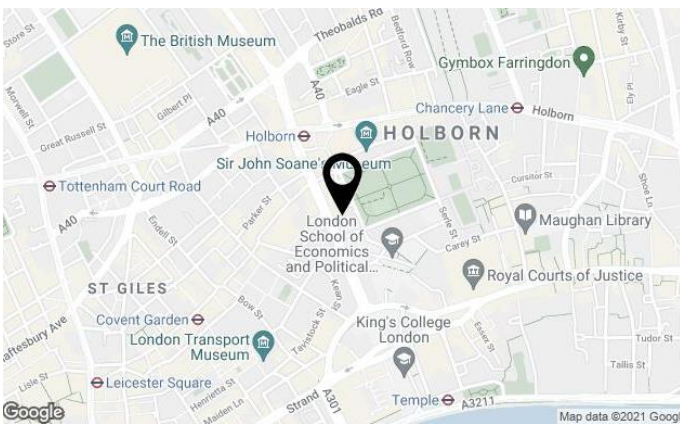 Store St
The British Museum
Theobalds Rd
Bedford Row
Kirby St
Gymbox Farringdon
Morwell St
Gilbert Pl
A40
A40
Eagle St
Ely Pl
Great Russell St
Chancery Lane
Holborn
Holborn
HOLBORN
Sir John Soane's Museum
Cursitor St
Shoe Ln
Tottenham Court Road
A40
Endell St
Parker St
London
School of
Economics
and Political...
Serle St
Carey St
Maughan Library
Royal Courts of Justice
ST GILES
Bow St
Kean St
Covent Garden
London Transport
Museum
Tavistock St
King's College
London
Essex St
Tudor St
Tallis St
haftesbury Ave
Lisle St
Leicester Square
Henrietta St
Maiden Ln
Strand
A301
Temple
A3211
Google
Map data ©2021 Googl